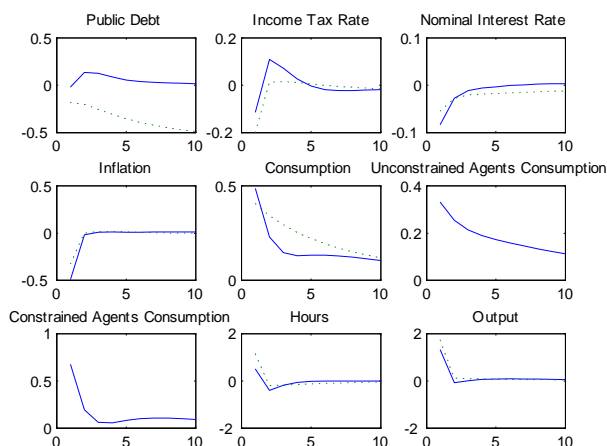 Public Debt Income Tax Rate Nominal Interest Rate
0.5 0.2 0.1
0 0 0
-0.5 -0.2 -0.1
0 5 10 0 5 10 0 5 10
Inflation Consumption Unconstrained Agents Consumption
0.5 0.5 0.4
0 0.2
-0.5 0 0
0 5 10 0 5 10 0 5 10
Constrained Agents Consumption Hours Output
1 2 2
0.5 0 0
0 -2 -2
0 5 10 0 5 10 0 5 10